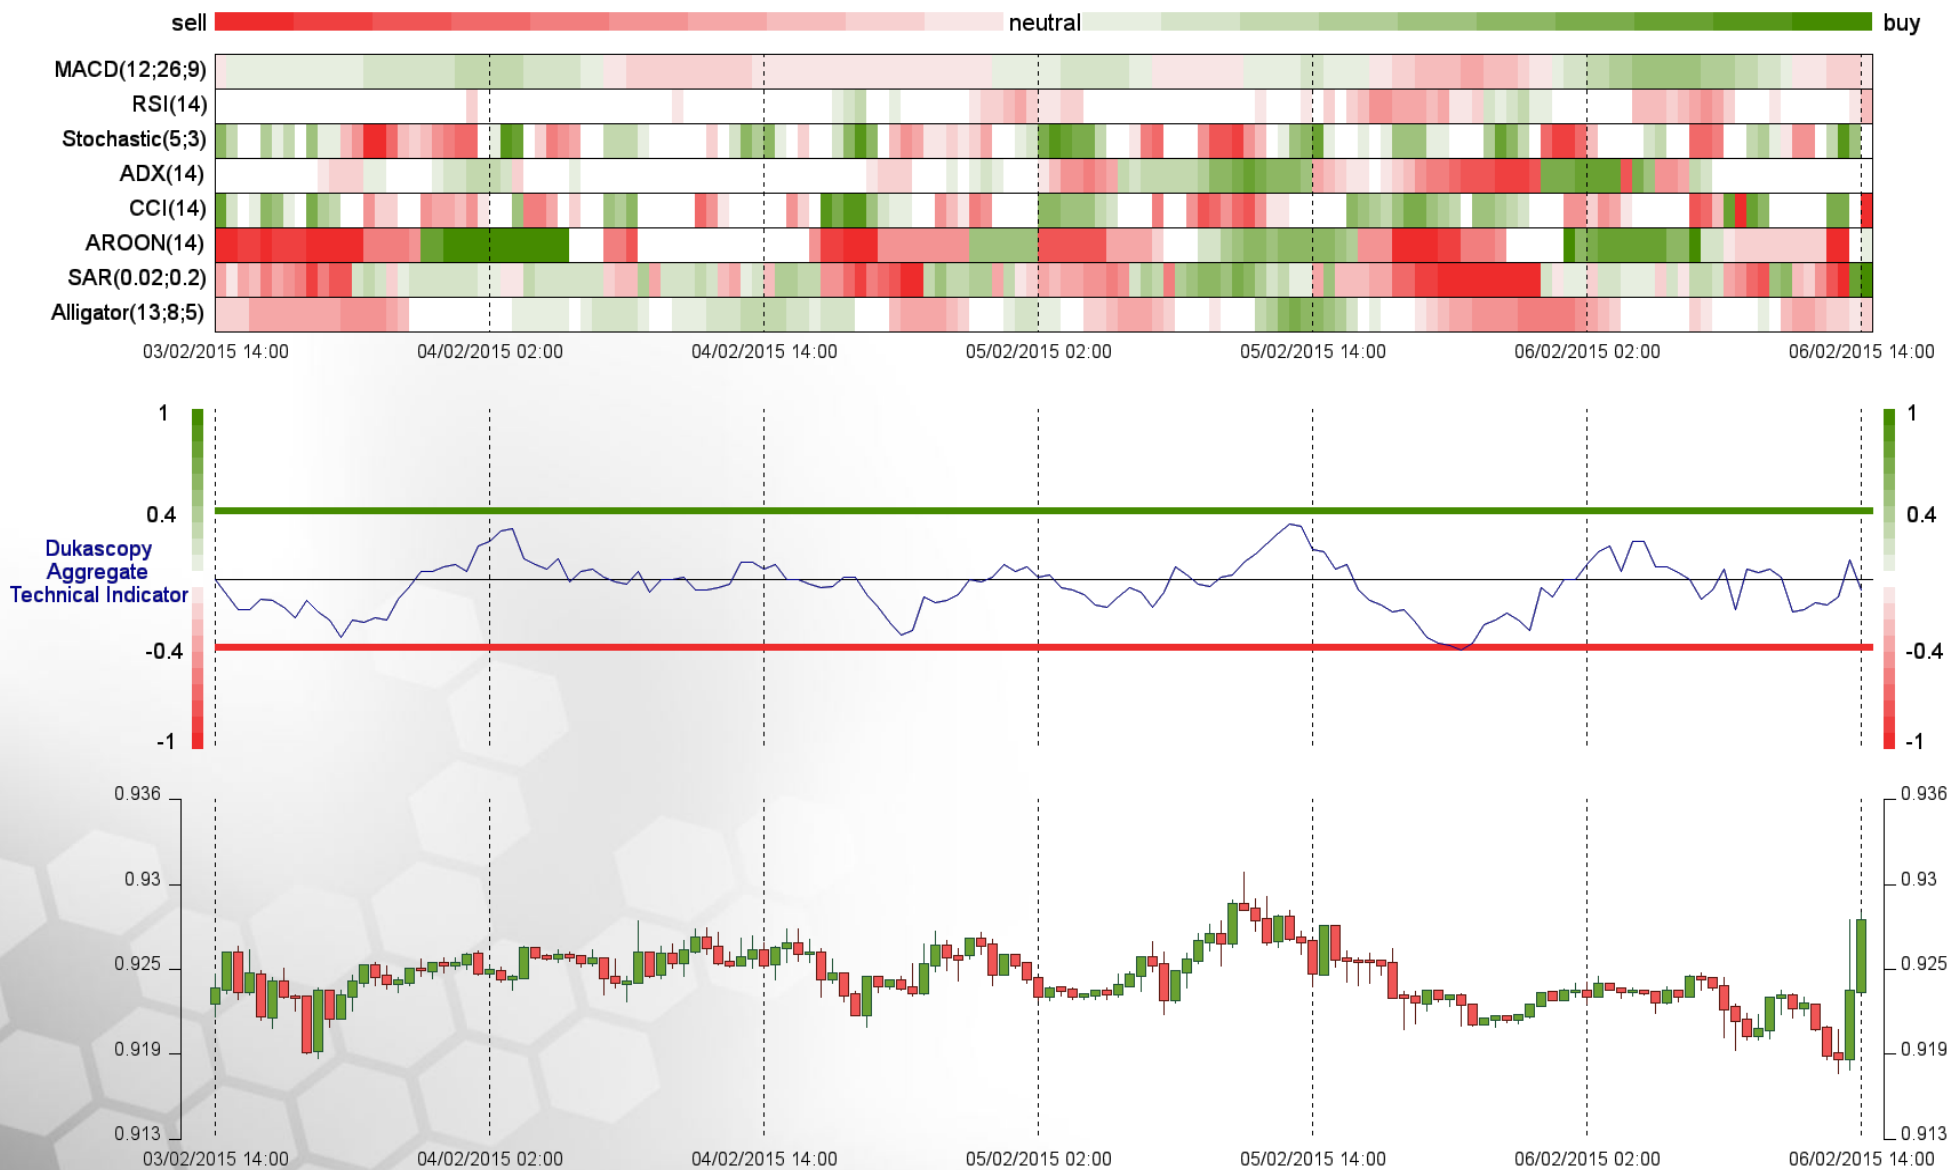 sell neutral buy
MACD(12;26;9)
RSI(14)
Stochastic(5;3)
ADX(14)
CCI(14)
AROON(14)
SAR(0.02;0.2)
Alligator(13;8;5)
03/02/2015 14:00 04/02/2015 02:00 04/02/2015 14:00 05/02/2015 02:00 05/02/2015 14:00 06/02/2015 02:00 06/02/2015 14:00
1 1
0.4 0.4
Dukascopy
Aggregate
Technical Indicator
-0.4 -0.4
-1 -1
0.936 0.936
0.93 0.93
0.925 0.925
0.919 0.919
0.913 0.913
03/02/2015 14:00 04/02/2015 02:00 04/02/2015 14:00 05/02/2015 02:00 05/02/2015 14:00 06/02/2015 02:00 06/02/2015 14:00